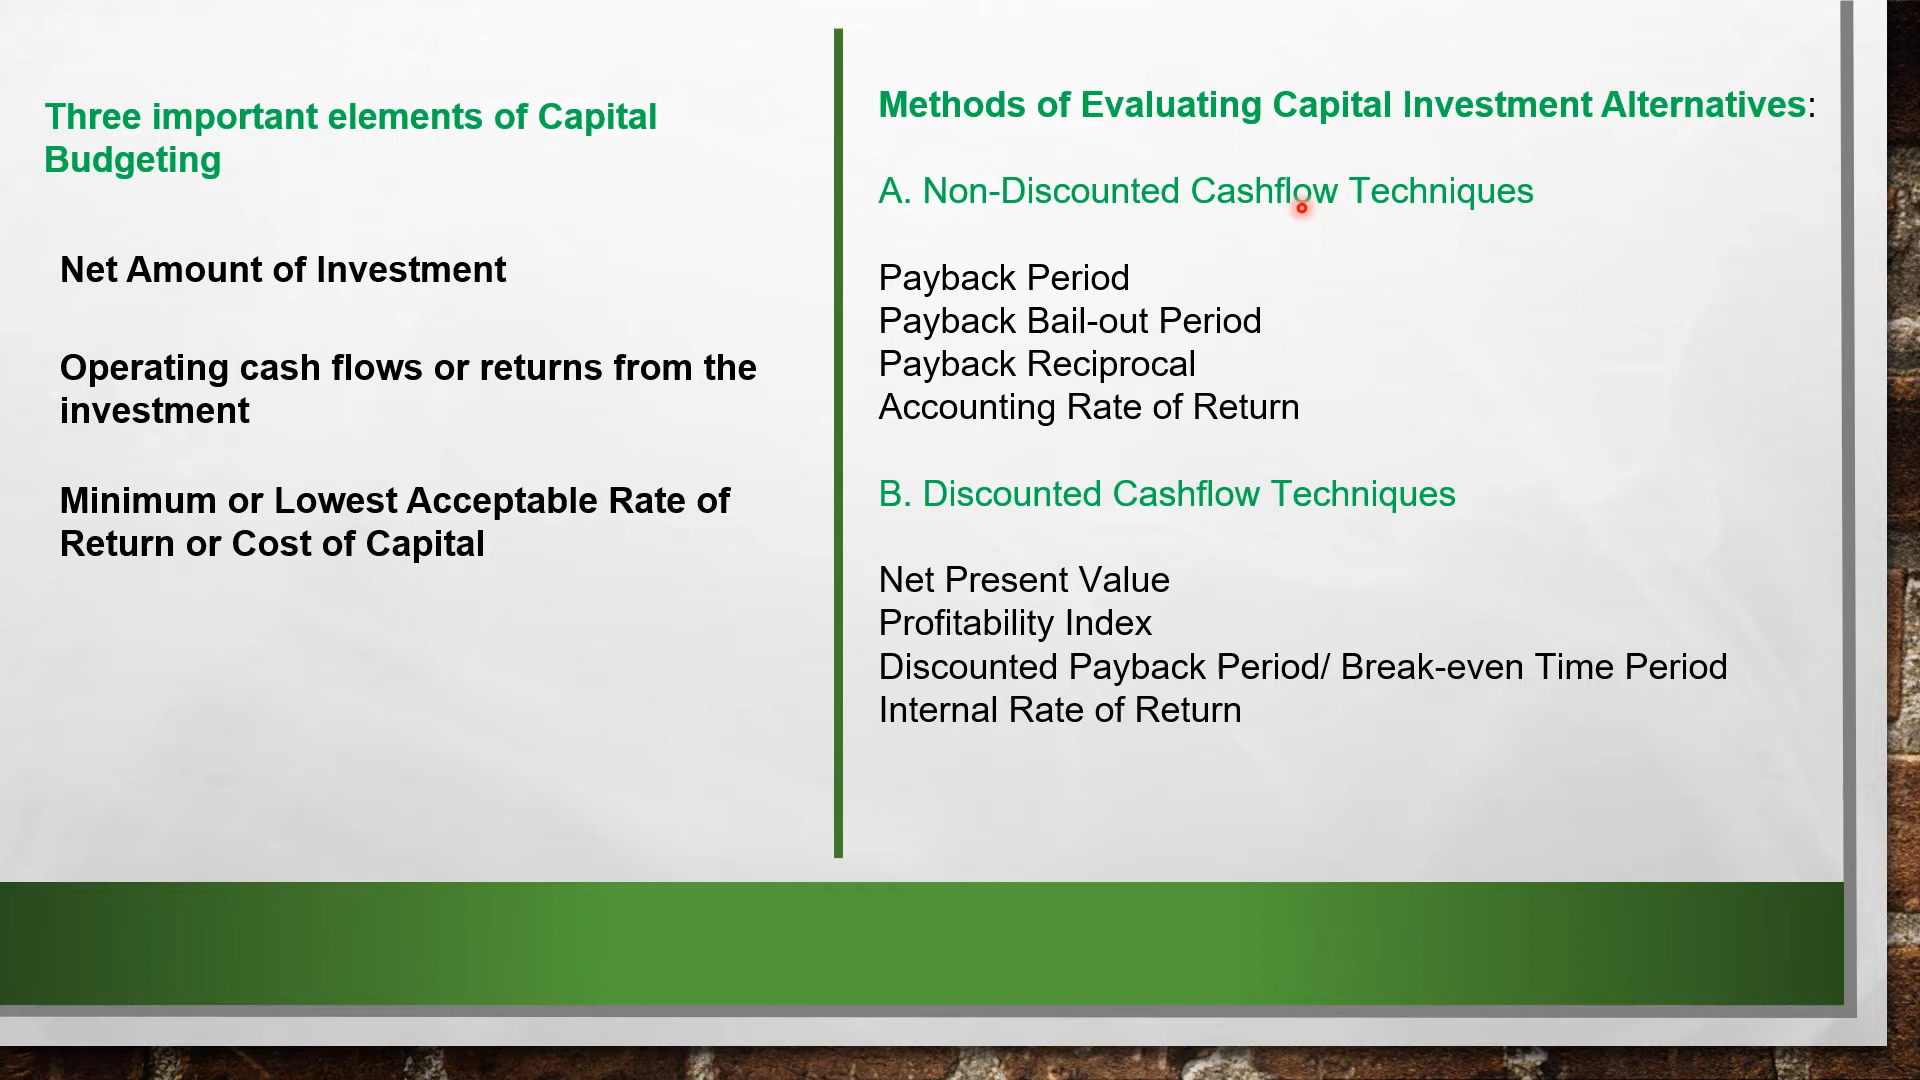 Three important elements of Capital
Budgeting
Net Amount of Investment
Operating cash flows or returns from the
investment
Minimum or Lowest Acceptable Rate of
Return or Cost of Capital
Methods of Evaluating Capital Investment Alternatives:
A. Non-Discounted Cashflow Techniques
Payback Period
Payback Bail-out Period
Payback Reciprocal
Accounting Rate of Return
B. Discounted Cashflow Techniques
Net Present Value
Profitability Index
Discounted Payback Period/ Break-even Time Period
Internal Rate of Return